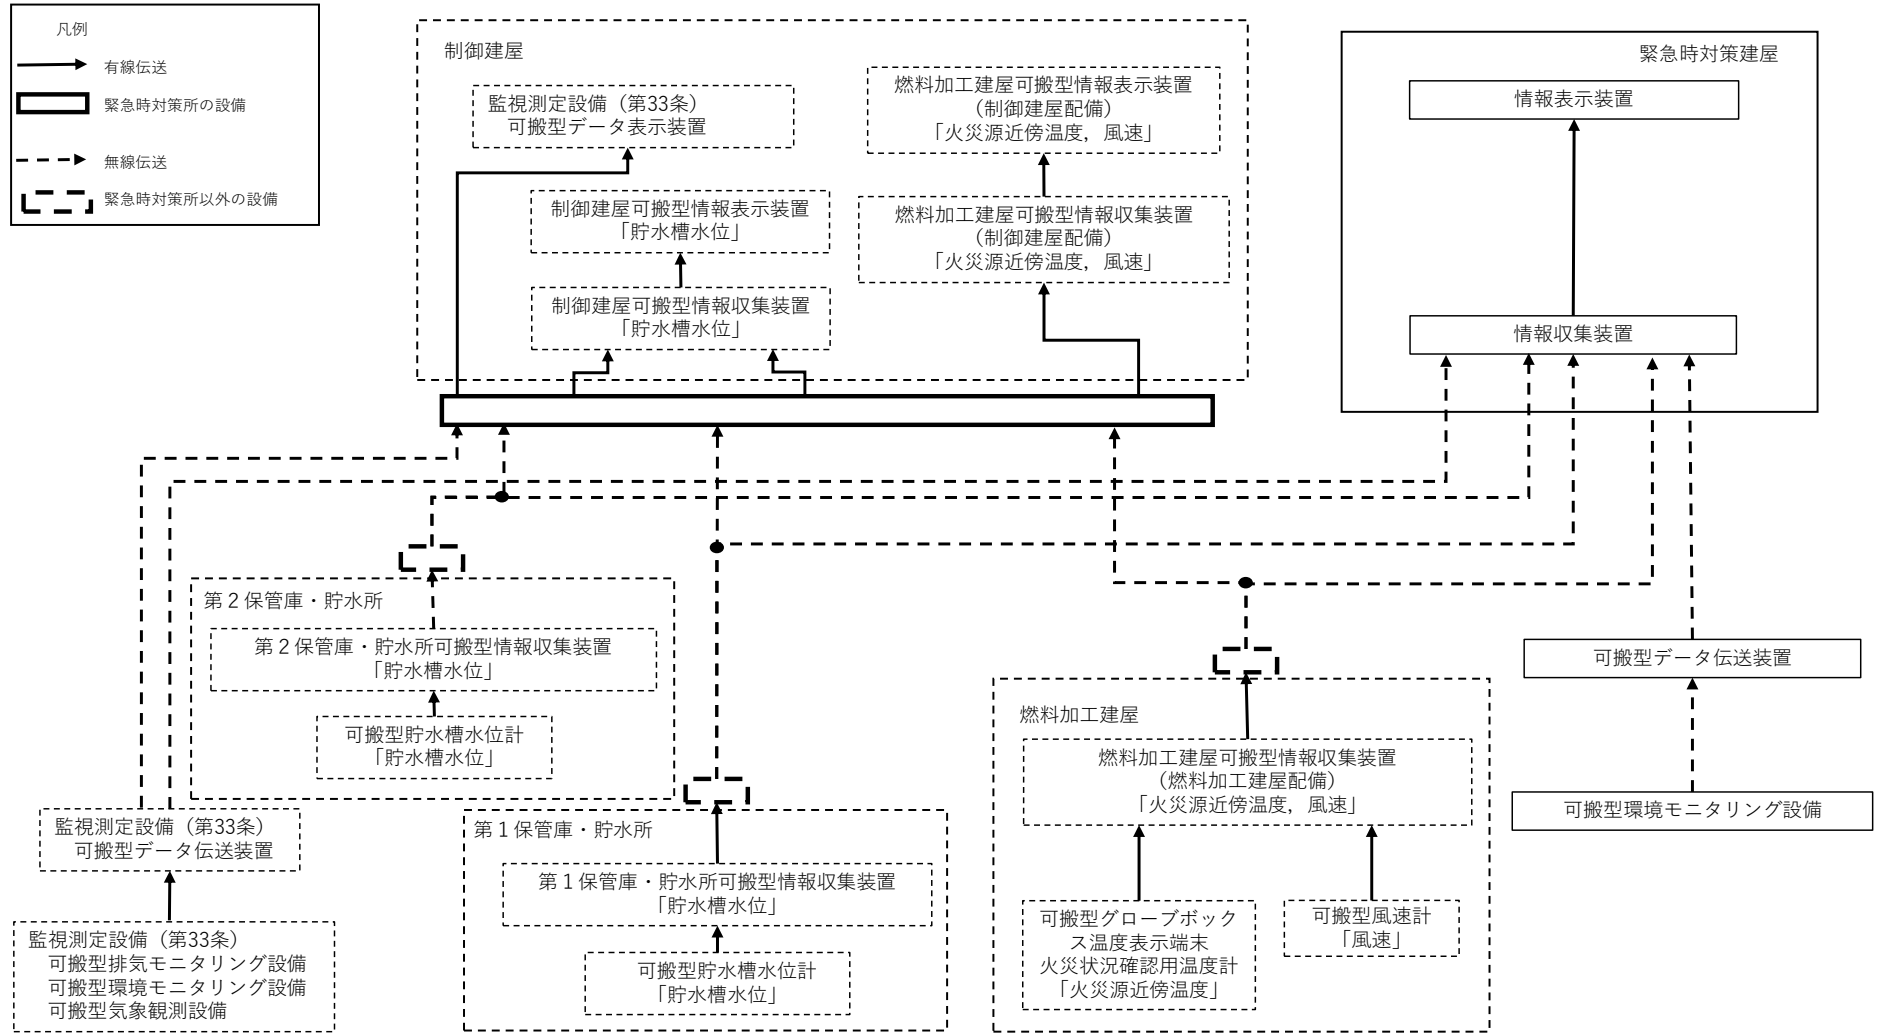 凡例
有線伝送
緊急時対策所の設備
無線伝送
緊急時対策所以外の設備
制御建屋
監視測定設備（第33条）
可搬型データ表示装置
制御建屋可搬型情報表示装置
「貯水槽水位」
制御建屋可搬型情報収集装置
「貯水槽水位」
燃料加工建屋可搬型情報表示装置
（制御建屋配備）
「火災源近傍温度，風速」
燃料加工建屋可搬型情報収集装置
（制御建屋配備）
「火災源近傍温度，風速」
緊急時対策建屋
情報表示装置
情報収集装置
第２保管庫・貯水所
第２保管庫・貯水所可搬型情報収集装置
「貯水槽水位」
可搬型貯水槽水位計
「貯水槽水位」
監視測定設備（第33条）
可搬型データ伝送装置
監視測定設備（第33条）
可搬型排気モニタリング設備
可搬型環境モニタリング設備
可搬型気象観測設備
第１保管庫・貯水所
第１保管庫・貯水所可搬型情報収集装置
「貯水槽水位」
可搬型貯水槽水位計
「貯水槽水位」
燃料加工建屋
燃料加工建屋可搬型情報収集装置
（燃料加工建屋配備）
「火災源近傍温度，風速」
可搬型グローブボック
ス温度表示端末
火災状況確認用温度計
「火災源近傍温度」
可搬型風速計
「風速」
可搬型データ伝送装置
可搬型環境モニタリング設備